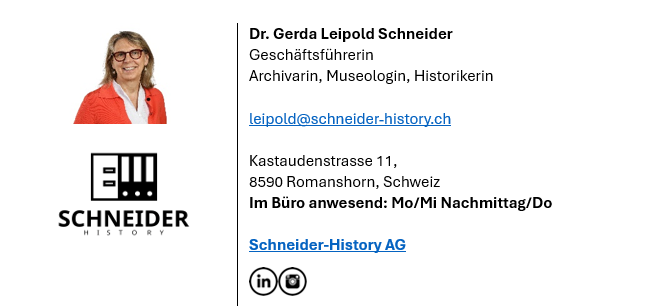 Dr. Gerda Leipold Schneider
Geschäftsführerin
Archivarin, Museologin, Historikerin
leipold@schneider-history.ch
Kastaudenstrasse 11,
8590 Romanshorn, Schweiz
Im Büro anwesend: Mo/Mi Nachmittag/Do
Schneider-History AG
in
SCHNEIDER
HISTORY